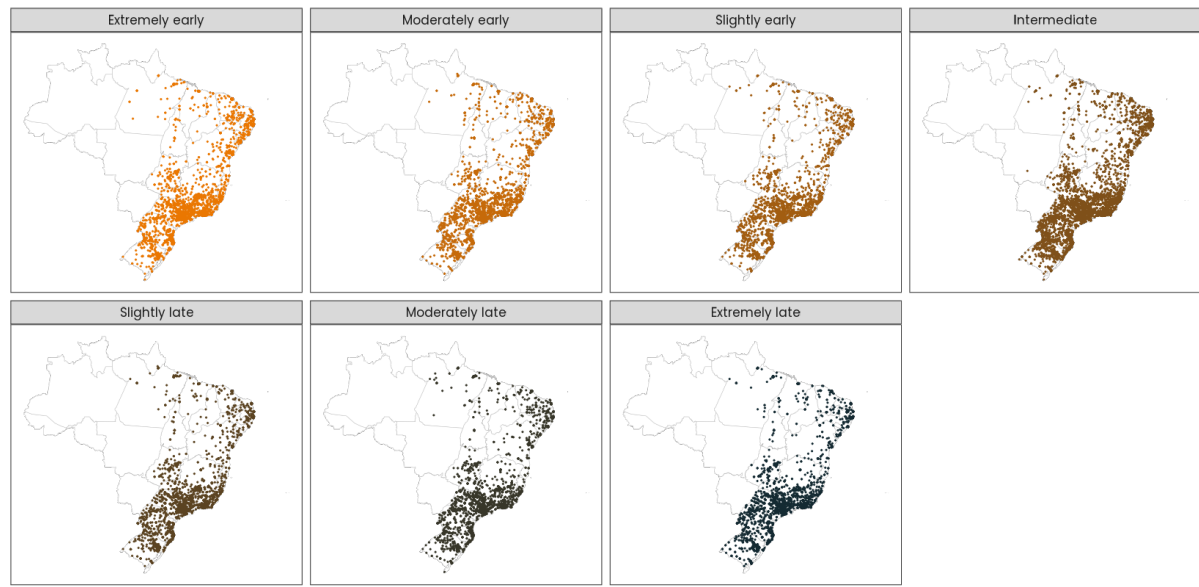 Extremely early
Moderately early
Slightly early
Intermediate
Slightly late
Moderately late
Extremely late